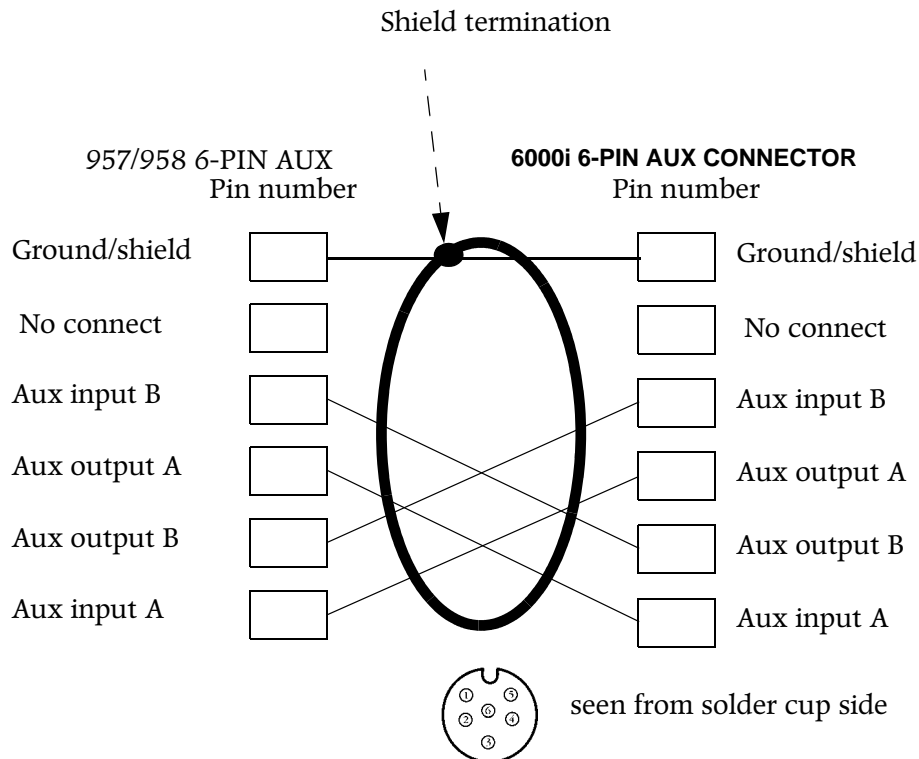 Shield termination
957/958 6-PIN AUX
Pin number
6000i 6-PIN AUX CONNECTOR
Pin number
Ground/shield
Ground/shield
No connect
No connect
Aux input B
Aux input B
Aux output A
Aux output A
Aux output B
Aux output B
Aux input A
Aux input A
1
5
6
2
4
3
seen from solder cup side